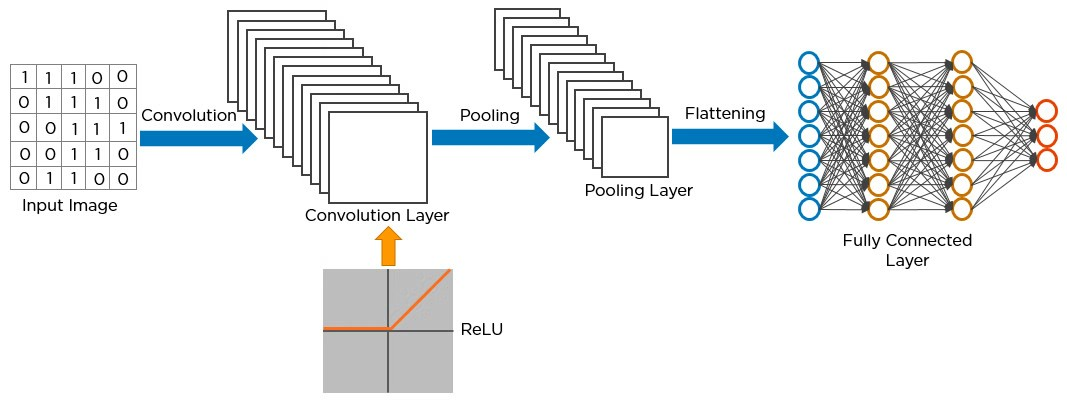 1 1 1 0 0
0 1 1 1 0
0 0 1 1 1
0 0 1 1 0
0 1 1 0 0
Input Image
Convolution
Convolution Layer
ReLU
Pooling
Pooling Layer
Flattening
Fully Connected
Layer